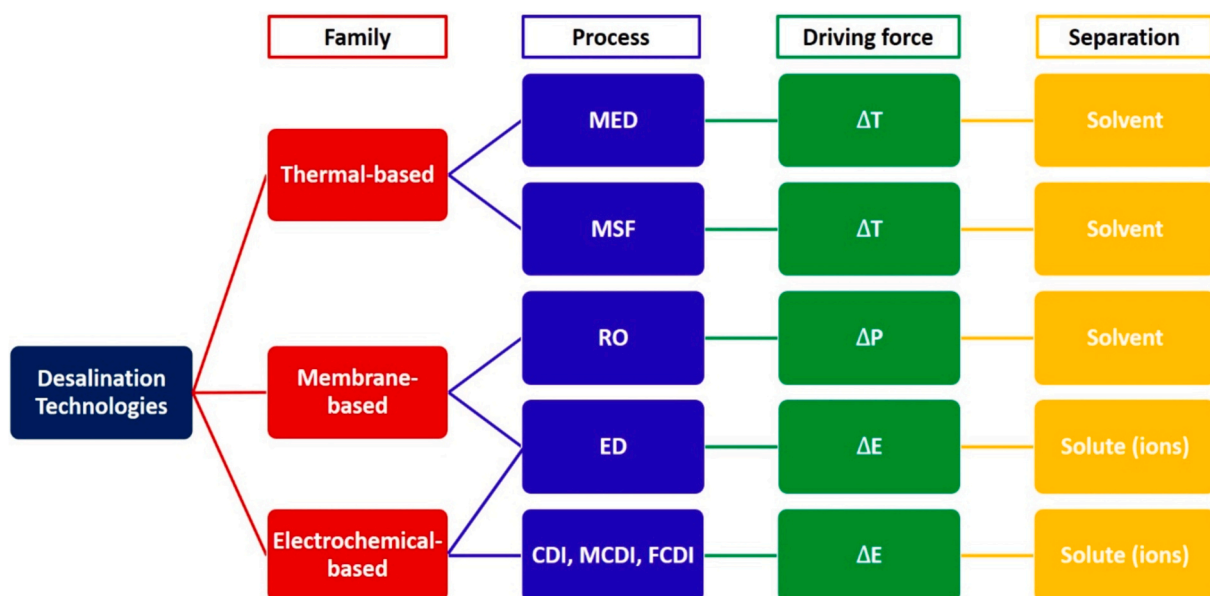 Family
Process
Driving force
Separation
MED
ΔT
Solvent
Thermal-based
MSF
ΔT
Solvent
Desalination
Technologies
Membrane-
based
RO
ΔP
Solvent
ED
ΔE
Solute (ions)
Electrochemical-
based
CDI, MCDI, FCDI
ΔE
Solute (ions)